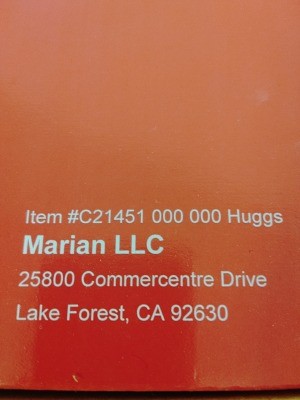 Item #C21451 000 000 Huggs
Marian LLC
25800 Commercentre Drive
Lake Forest, CA 92630